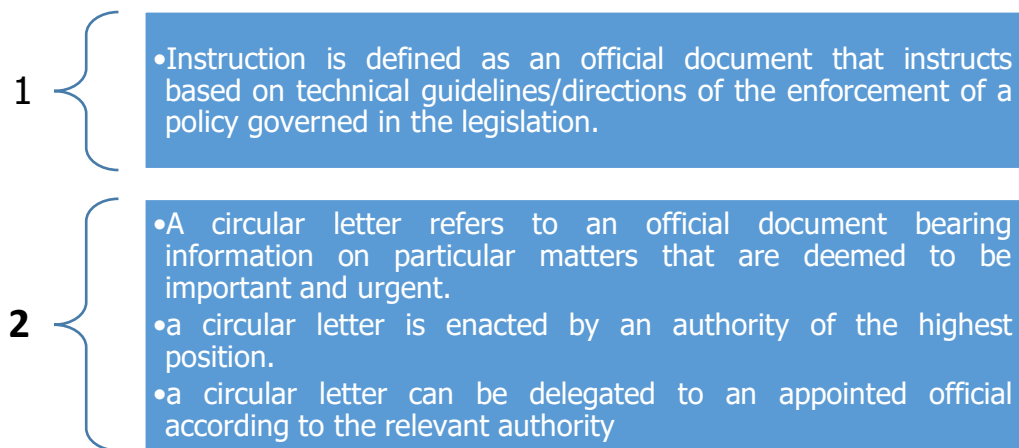 1
•Instruction is defined as an official document that instructs
based on technical guidelines/directions of the enforcement of a
policy governed in the legislation.
2
•A circular letter refers to an official document bearing
information on particular matters that are deemed to be
important and urgent.
•a circular letter is enacted by an authority of the highest
position.
•a circular letter can be delegated to an appointed official
according to the relevant authority